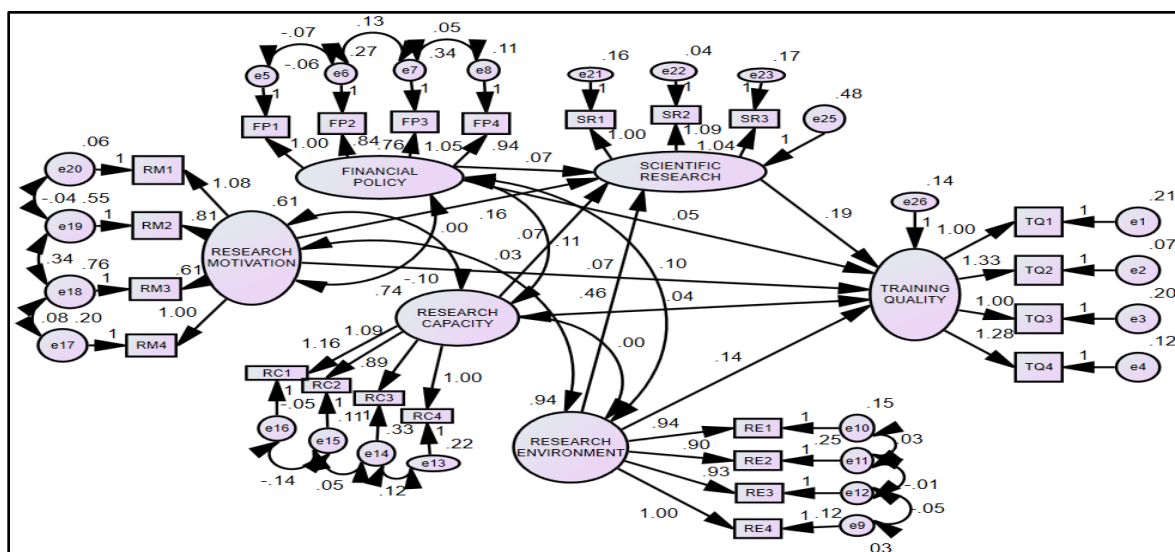 -.07 .13 .05
-.06 .27 .34 .11
e5 e6 e7 e8
1 1 1 1
FP1 FP2 FP3 FP4
1.00 .84 .76 1.05 .94
FINANCIAL
POLICY
.16 .04 .17
e21 e22 e23
1 1 1
.48
e25
SR1 SR2 SR3
1.00 1.09 1.04 1
SCIENTIFIC
RESEARCH
.06
e20 1 RM1
-.04 .55 1.08
e19 1 RM2 .81
.34 .76
e18 1 RM3 .61
.08 .20 1.00
e17 1 RM4
.61
RESEARCH
MOTIVATION
.07
.16
.00 .07 .11
.03
-.10
.74
.05
.19
.07 .10
.46 .04
.00
.14
RESEARCH
CAPACITY
1.09
1.16
.89 1.00
RC1 RC2 RC3 RC4
1 1 1 1
-.05 .11 .33 .22
e16 e15 e14 e13
-.14 .05 .12
.94
RESEARCH
ENVIRONMENT
.94 RE1 1 e10 .15
.90 RE2 1 e11 .25 .03
.93 RE3 1 e12 -.01
1.00 RE4 1 .12 e9 -.05
.03
.14
e26
1
TRAINING
QUALITY
1.00 TQ1 1 e1 .21
1.33 TQ2 1 e2 .07
1.00 TQ3 1 e3 .20
1.28 TQ4 1 e4 .12